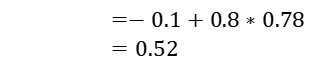 =− 0.1 + 0.8 ∗ 0.78
= 0.52